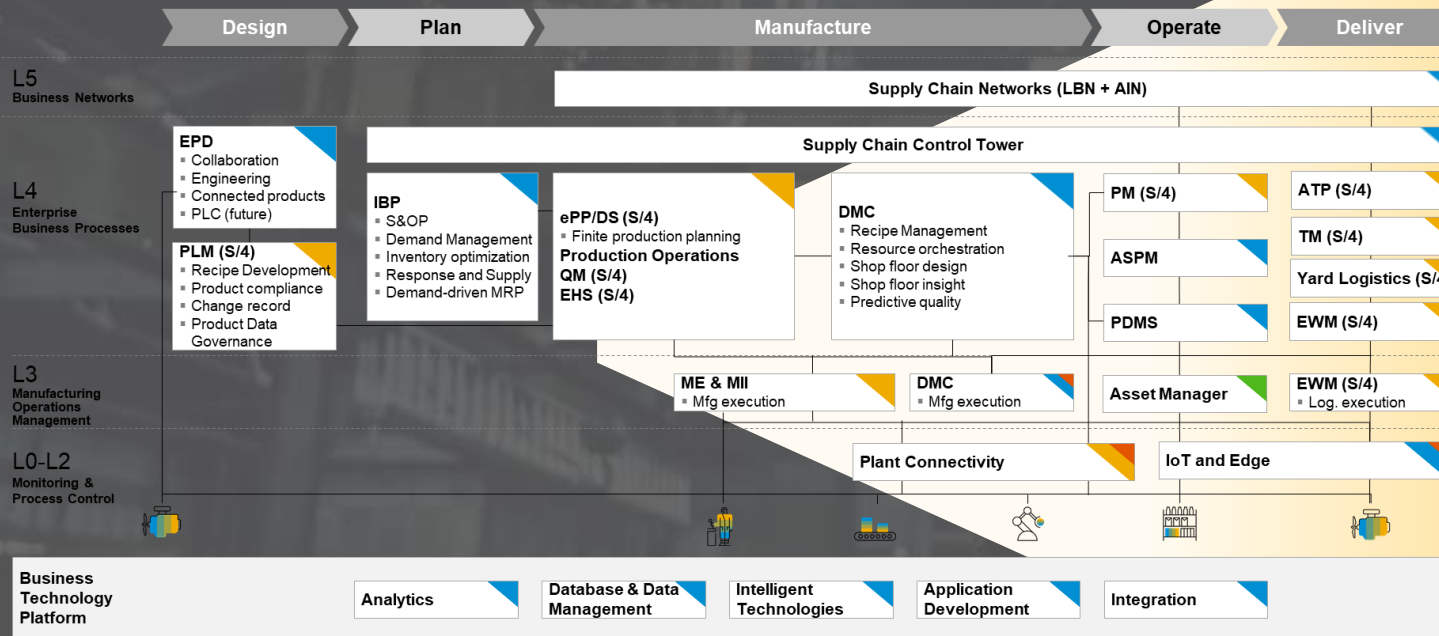 Design
Plan
Manufacture
Operate
Deliver
L5
Business Networks
Supply Chain Networks (LBN + AIN)
Supply Chain Control Tower
L4
Enterprise
Business Processes
EPD
▪ Collaboration
▪ Engineering
▪ Connected products
▪ PLC (future)
PLM (S/4)
▪ Recipe Development
▪ Product compliance
▪ Change record
▪ Product Data
Governance
IBP
▪ S&OP
▪ Demand Management
▪ Inventory optimization
▪ Response and Supply
▪ Demand-driven MRP
ePP/DS (S/4)
▪ Finite production planning
Production Operations
QM (S/4)
EHS (S/4)
DMC
▪ Recipe Management
▪ Resource orchestration
▪ Shop floor design
▪ Shop floor insight
▪ Predictive quality
PM (S/4)
ASPM
PDMS
ATP (S/4)
TM (S/4)
Yard Logistics (S/4
EWM (S/4)
L3
Manufacturing
Operations
Management
ME & MII
▪ Mfg execution
DMC
▪ Mfg execution
Asset Manager
EWM (S/4)
▪ Log. execution
L0-L2
Monitoring &
Process Control
Plant Connectivity
IoT and Edge
Business
Technology
Platform
Analytics
Database & Data
Management
Intelligent
Technologies
Application
Development
Integration